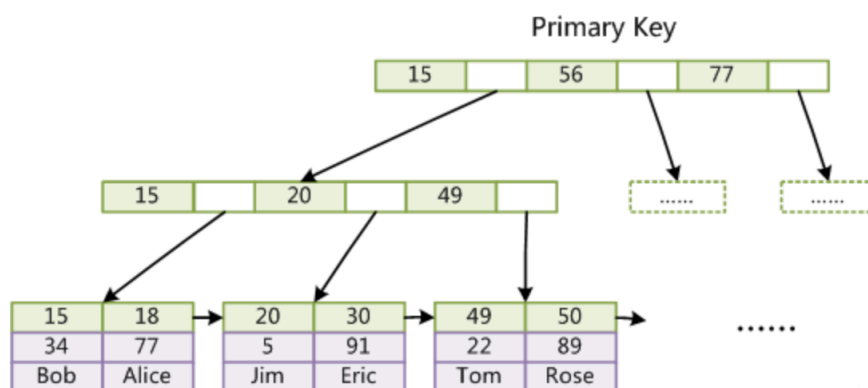 Primary Key
15 56 77
15 20 49
...... ......
15 18 20 30 49 50
34 77 5 91 22 89
......
Bob Alice Jim Eric Tom Rose